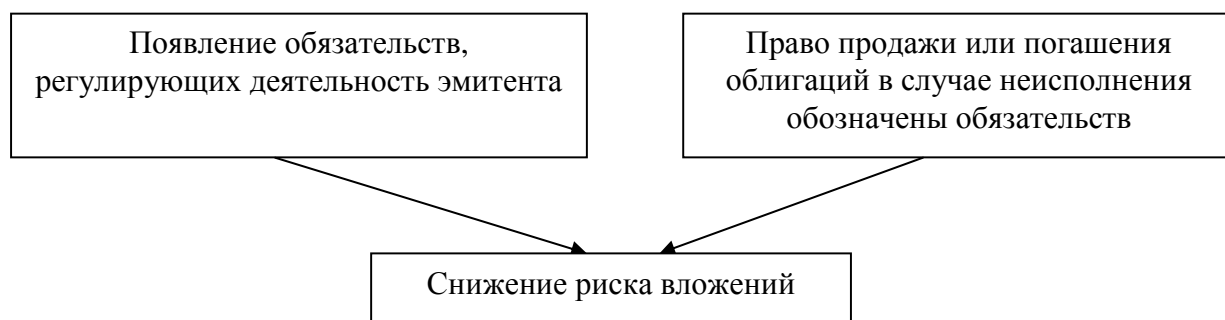 Появление обязательств,
регулирующих деятельность эмитента
Право продажи или погашения
облигаций в случае неисполнения
обозначены обязательств
Снижение риска вложений